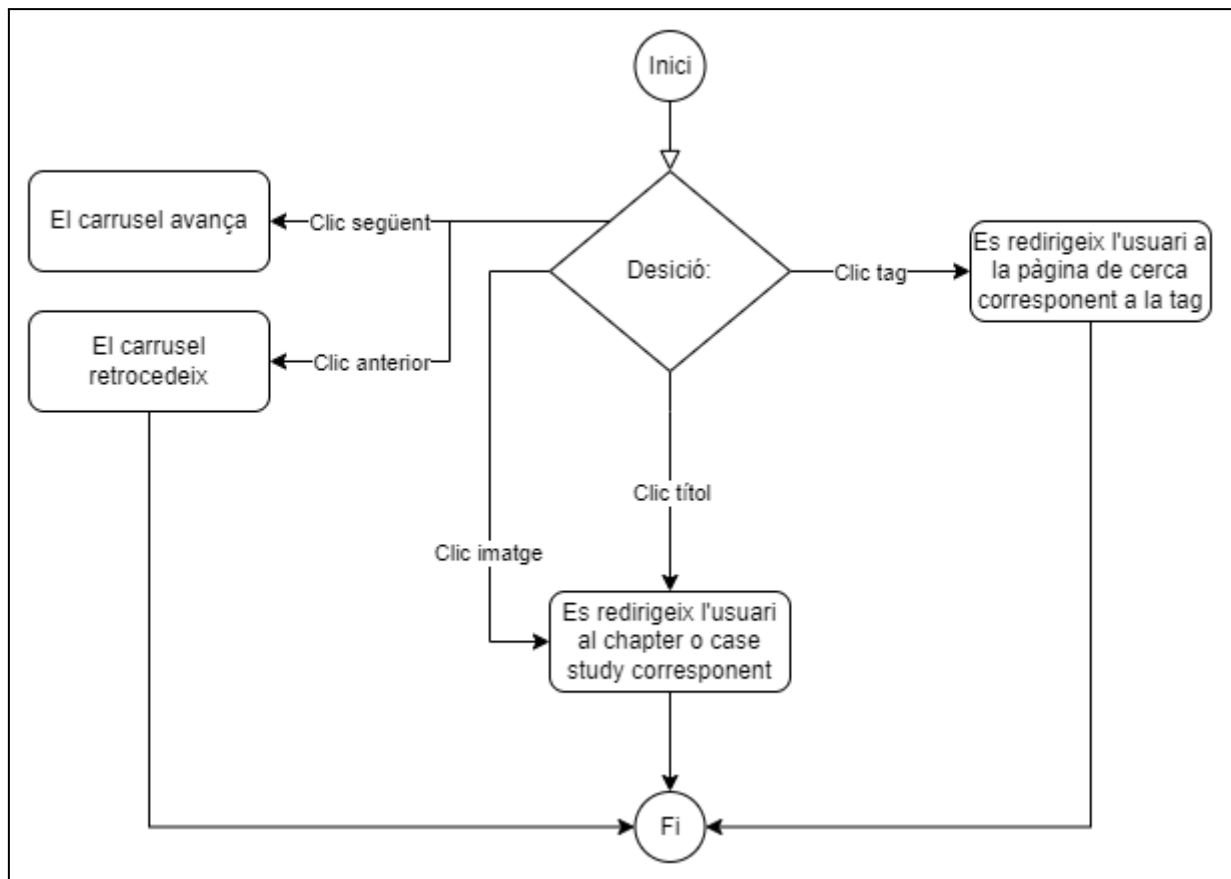 Inici
El carrusel avança
Clic següent
Desició:
Clic tag
Es redirigeix l'usuari a
la pàgina de cerca
corresponent a la tag
El carrusel
retrocedeix
Clic anterior
Clic títol
Clic imatge
Es redirigeix l'usuari
al chapter o case
study corresponent
Fi